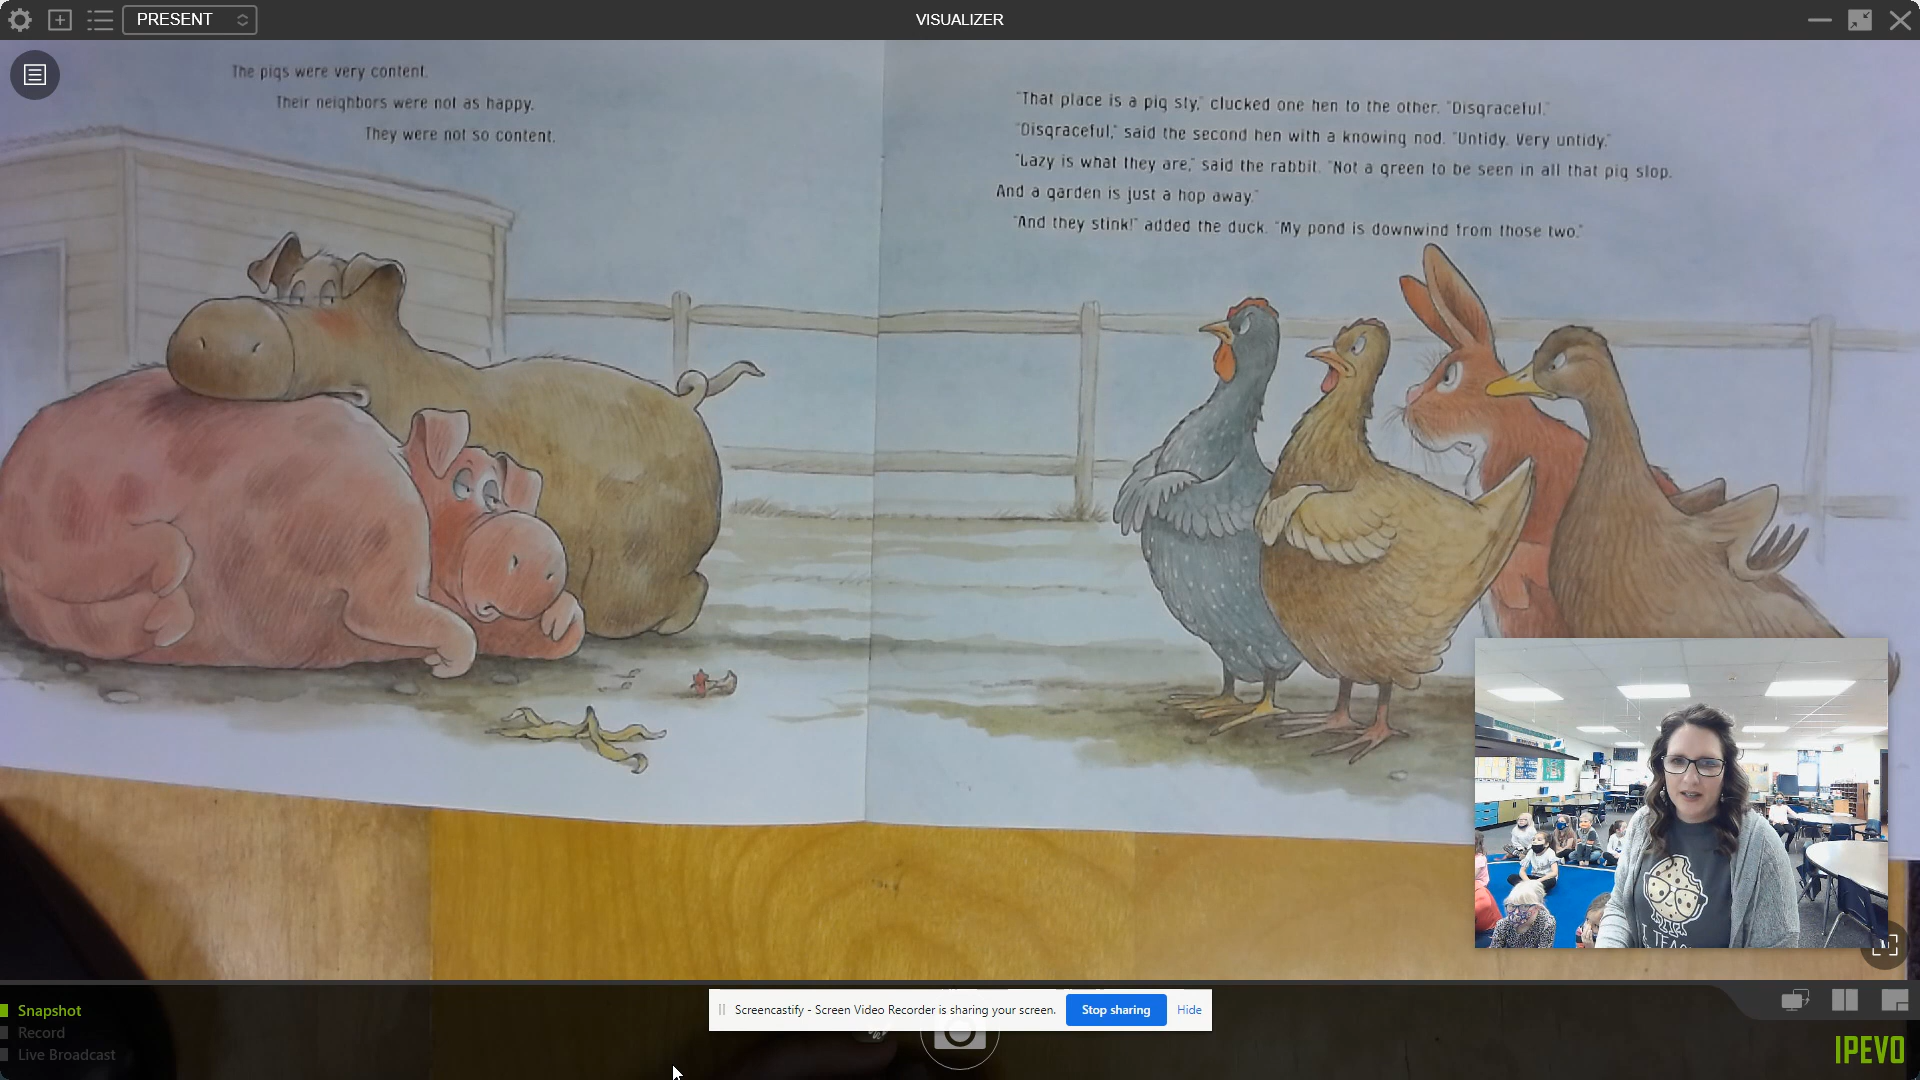 PRESENT
VISUALIZER
The pigs were very content.
Their neighbors were not as happy.
They were not so content.
"That place is a pig sty," clucked one hen to the other. "Disgraceful."
"Disgraceful," said the second hen with a knowing nod. "Untidy. Very untidy."
"Lazy is what they are," said the rabbit. "Not a green to be seen in all that pig slop.
And a garden is just a hop away."
"And they stink!" added the duck. "My pond is downwind from those two."
Snapshot
Record
Live Broadcast
Screencastify - Screen Video Recorder is sharing your screen.
Stop sharing
Hide
IPEVO